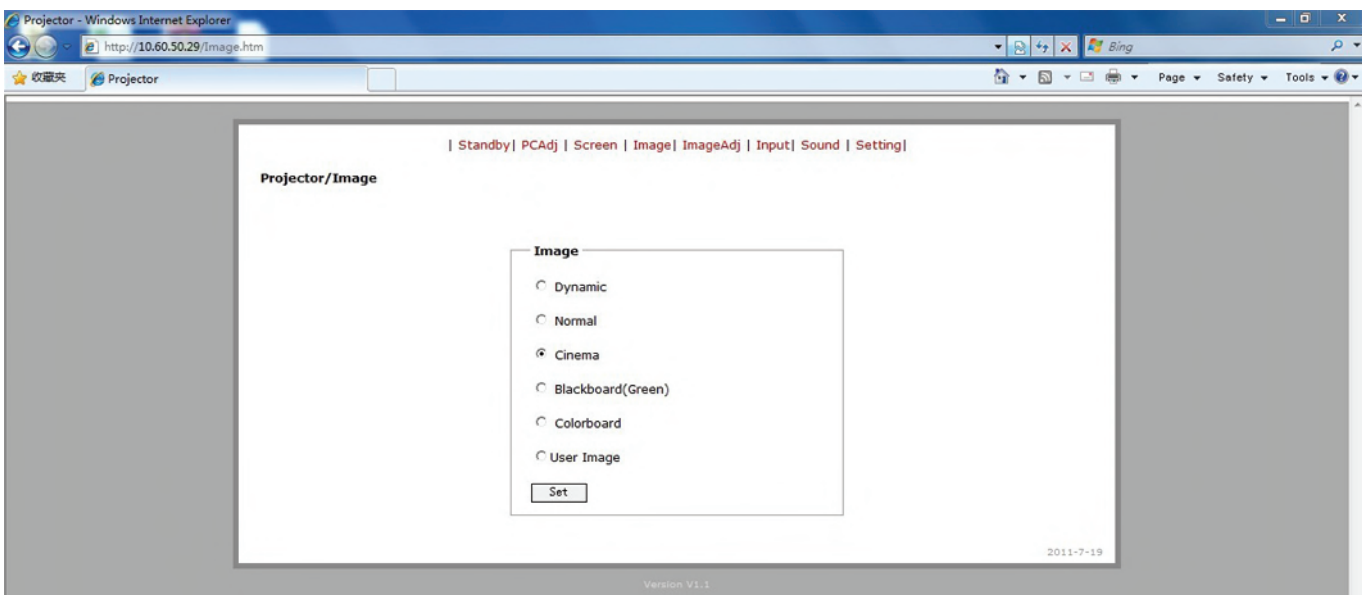 Projector - Windows Internet Explorer
http://10.60.50.29/Image.htm
Bing
收藏夹
Projector
Page
Safety
Tools
| Standby| PCAdj | Screen | Image| ImageAdj | Input| Sound | Setting|
Projector/Image
Image
Dynamic
Normal
Cinema
Blackboard(Green)
Colorboard
User Image
Set
2011-7-19
Version V1.1